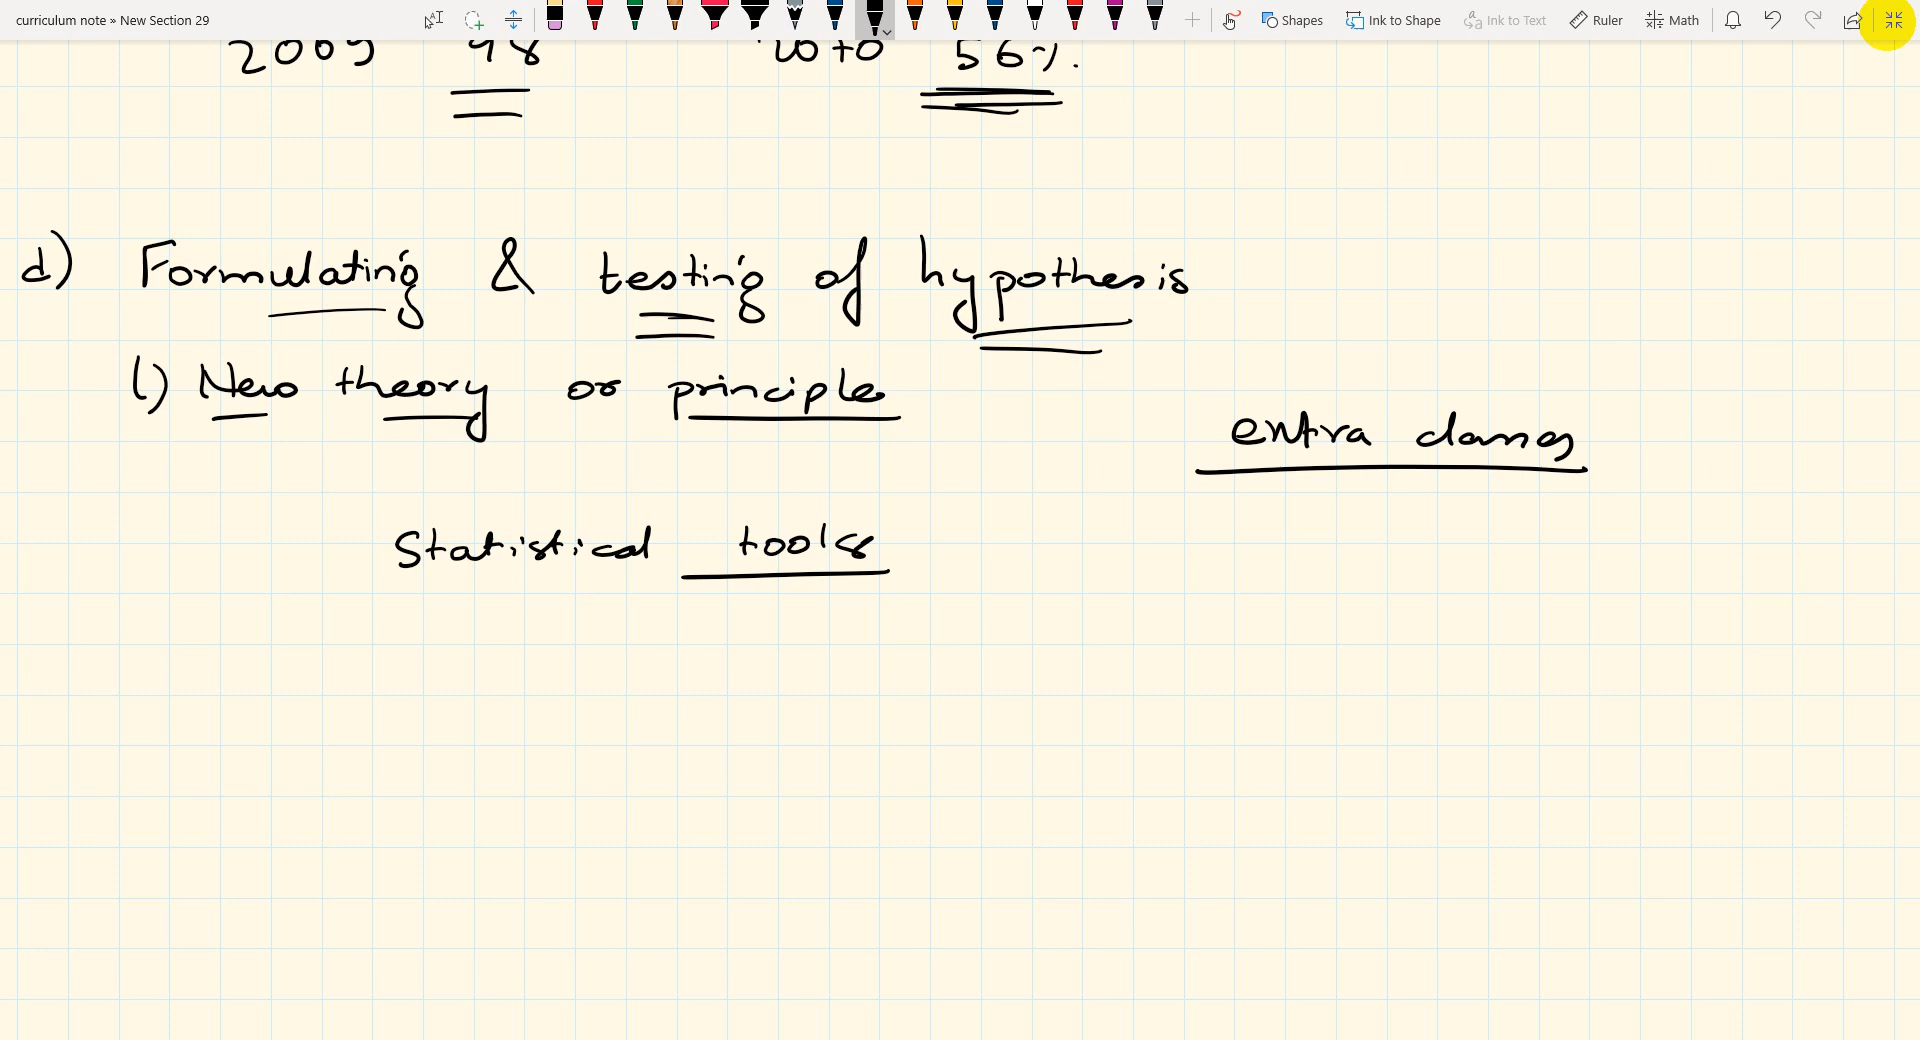 curriculum note » New Section 29 Shapes Ink to Shape Ink to Text Ruler Math
d) Formulating & testing of hypothesis
1) New theory or principle
extra classes
Statistical tools